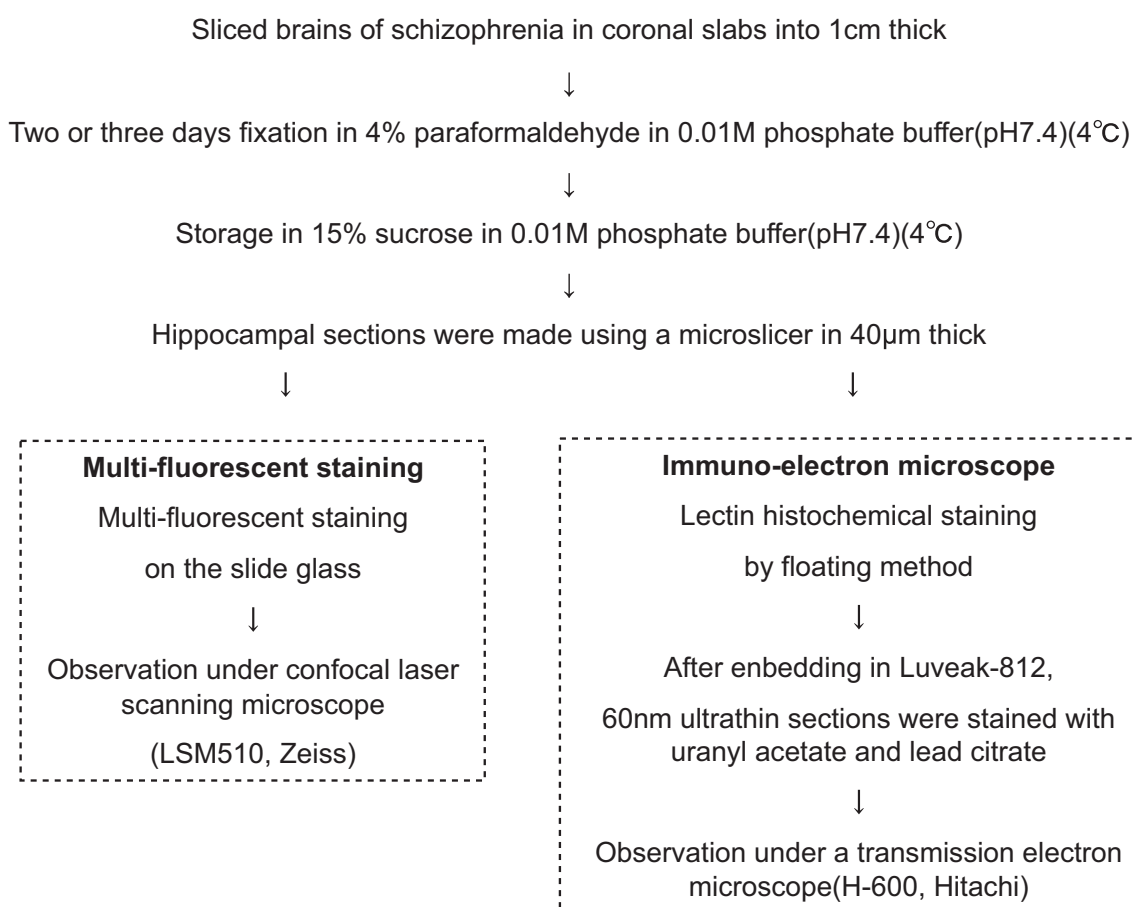 Sliced brains of schizophrenia in coronal slabs into 1cm thick
↓
Two or three days fixation in 4% paraformaldehyde in 0.01M phosphate buffer(pH7.4)(4℃)
↓
Storage in 15% sucrose in 0.01M phosphate buffer(pH7.4)(4℃)
↓
Hippocampal sections were made using a microslicer in 40μm thick
↓ ↓
Multi-fluorescent staining
Multi-fluorescent staining
on the slide glass
↓
Observation under confocal laser
scanning microscope
(LSM510, Zeiss)
Immuno-electron microscope
Lectin histochemical staining
by floating method
↓
After enbedding in Luveak-812,
60nm ultrathin sections were stained with
uranyl acetate and lead citrate
↓
Observation under a transmission electron
microscope(H-600, Hitachi)